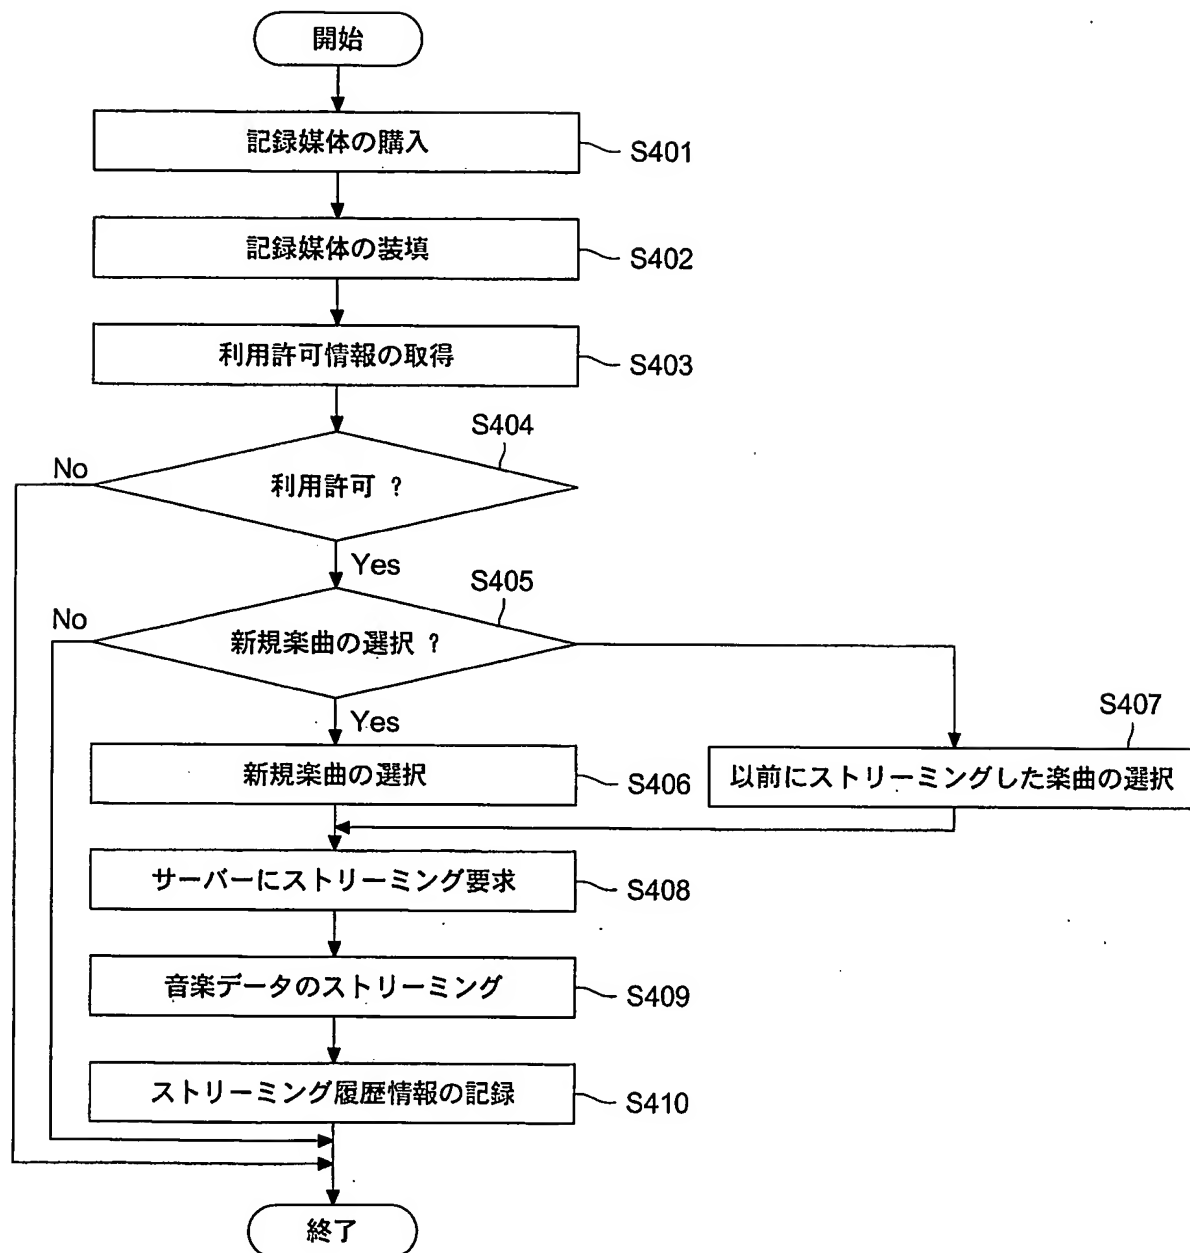 開始
記録媒体の購入
S401
記録媒体の装填
S402
利用許可情報の取得
S403
S404
No
利用許可 ?
Yes
S405
No
新規楽曲の選択 ?
Yes
S407
新規楽曲の選択
S406
以前にストリーミングした楽曲の選択
サーバーにストリーミング要求
S408
音楽データのストリーミング
S409
ストリーミング履歴情報の記録
S410
終了